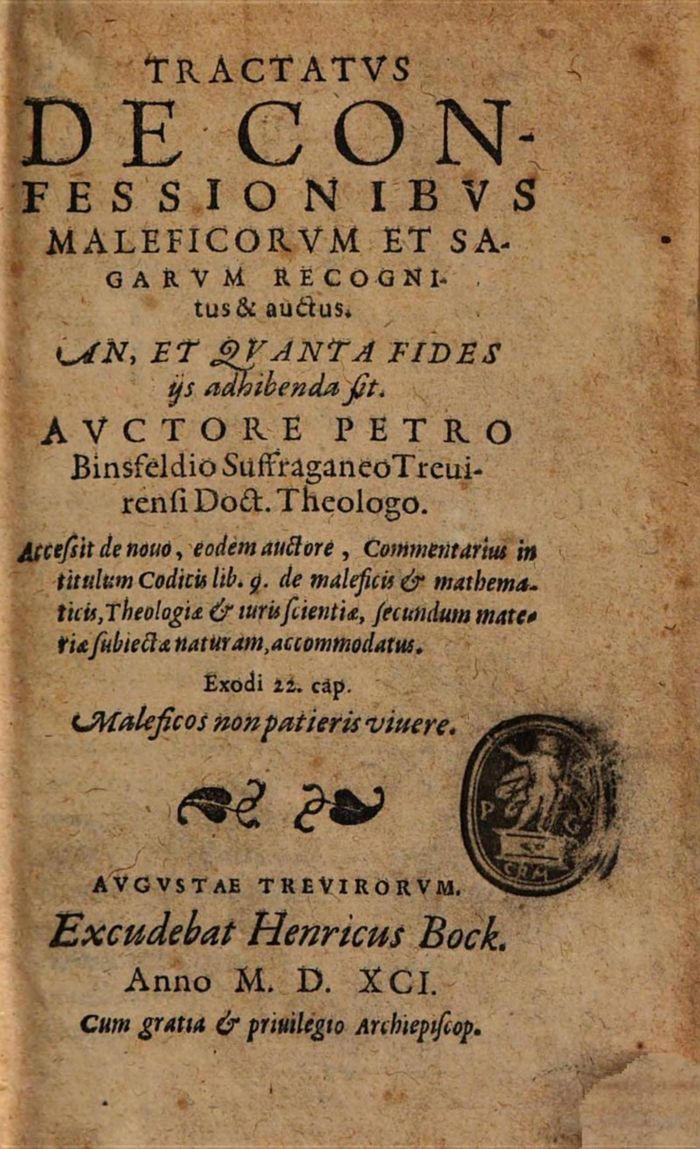 TRACTATVS
DE CON-
FESSIONIBVS
MALEFICORVM ET SA-
GARVM RECOGNI-
tus & auctus.
AN, ET QVANTA FIDES
ijs adhibenda ſit.
AVCTORE PETRO
Binsfeldio Suffraganeo Treui-
renſi Doct. Theologo.
Acceſsit de nouo, eodem auctore, Commentarius in
titulum Codicis lib. 9. de maleficis & mathema-
ticis, Theologiæ & iuris ſcientiæ, ſecundum mate-
riæ ſubiectæ naturam, accommodatus.
Exodi 22. cap.
Maleficos non patieris viuere.
P G
AVGVSTAE TREVIRORVM.
Excudebat Henricus Bock.
Anno M. D. XCI.
Cum gratia & priuilegio Archiepiſcop.